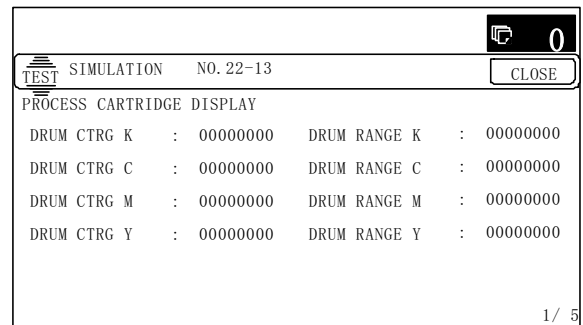 0
TEST SIMULATION NO. 22-13 CLOSE
PROCESS CARTRIDGE DISPLAY
DRUM CTRG K : 00000000 DRUM RANGE K : 00000000
DRUM CTRG C : 00000000 DRUM RANGE C : 00000000
DRUM CTRG M : 00000000 DRUM RANGE M : 00000000
DRUM CTRG Y : 00000000 DRUM RANGE Y : 00000000
1/ 5